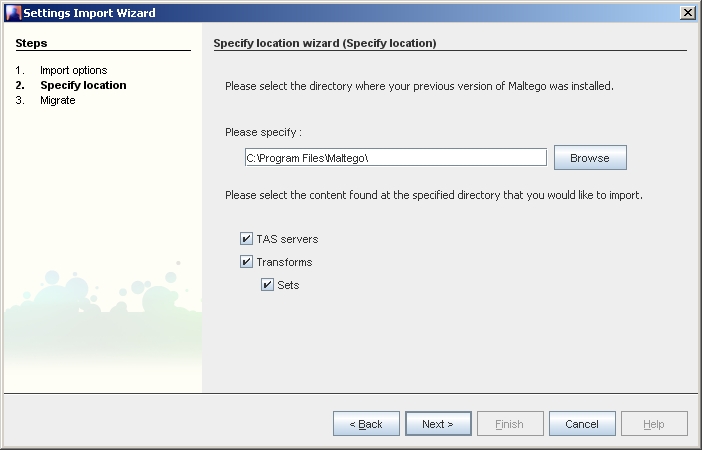 Settings Import Wizard
Steps
1. Import options
2. Specify location
3. Migrate
Specify location wizard (Specify location)
Please select the directory where your previous version of Maltego was installed.
Please specify :
C:\Program Files\Maltego\
Browse
Please select the content found at the specified directory that you would like to import.
TAS servers
Transforms
Sets
< Back
Next >
Finish
Cancel
Help